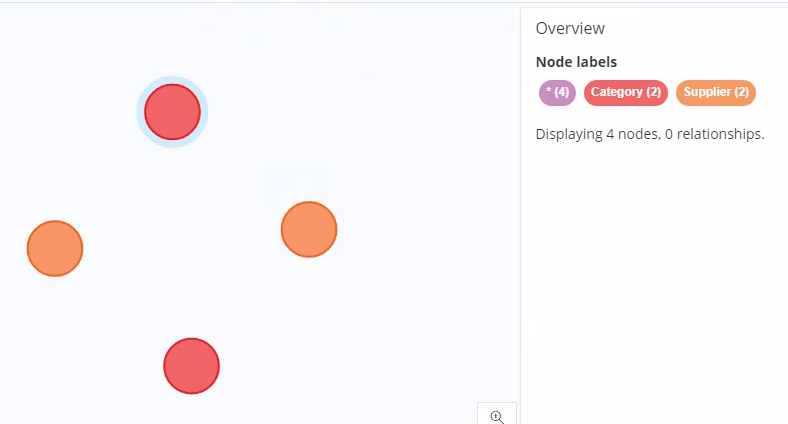 Overview
Node labels
* (4) Category (2) Supplier (2)
Displaying 4 nodes, 0 relationships.